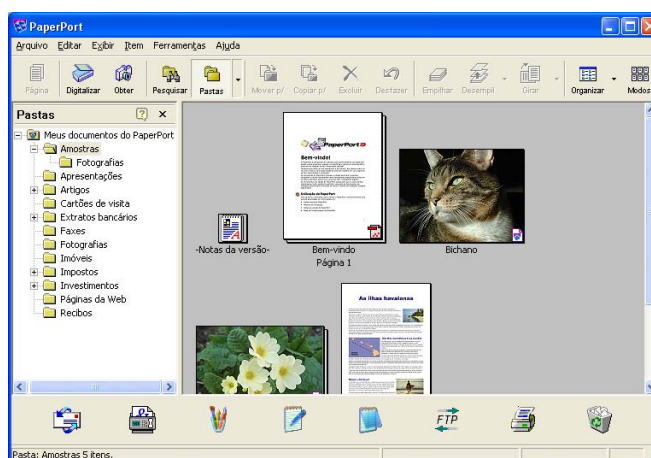 PaperPort
Arquivo Editar Exibir Item Ferramentas Ajuda
Página Digitalizar Obter Pesquisar Pastas Mover p/ Copiar p/ Excluir Desfazer Empilhar Desempil Girar Organizar Modos
Pastas
Meus documentos do PaperPort
Amostras
Fotografias
Apresentações
Artigos
Cartões de visita
Extratos bancários
Faxes
Fotografias
Imóveis
Impostos
Investimentos
Páginas da Web
Recibos
PaperPort
Bem-vindo!
-Notas da versão-
Bem-vindo
Página 1
Bichano
As ilhas havaianas
FTP
Pasta: Amostras 5 itens.